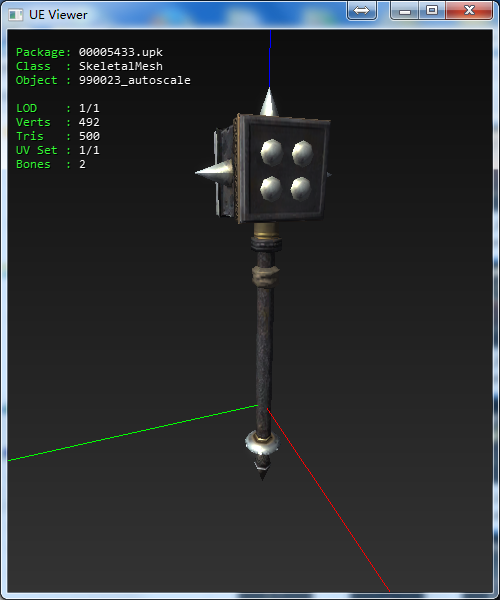 UE Viewer
Package: 00005433.upk
Class : SkeletalMesh
Object : 990023_autoscale
LOD : 1/1
Verts : 492
Tris : 500
UV Set : 1/1
Bones : 2